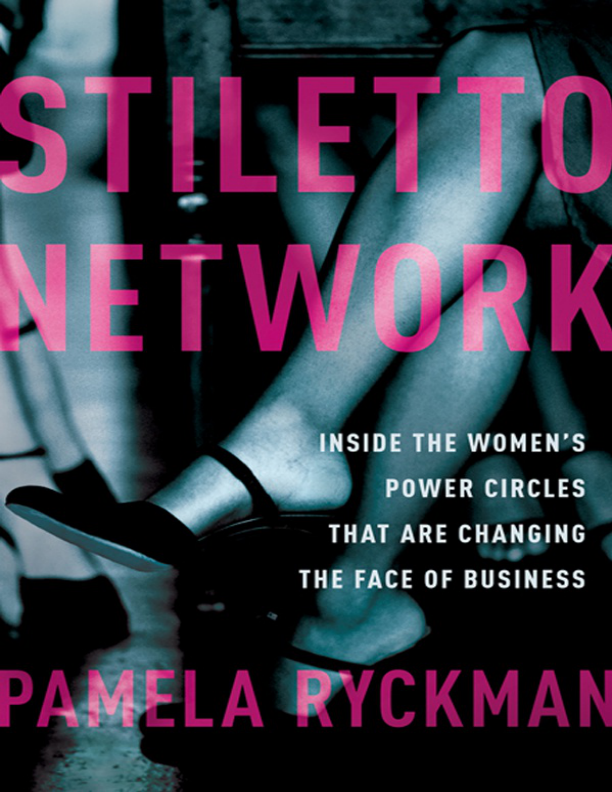 STILETTO
NETWORK
INSIDE THE WOMEN'S
POWER CIRCLES
THAT ARE CHANGING
THE FACE OF BUSINESS
PAMELA RYCKMAN